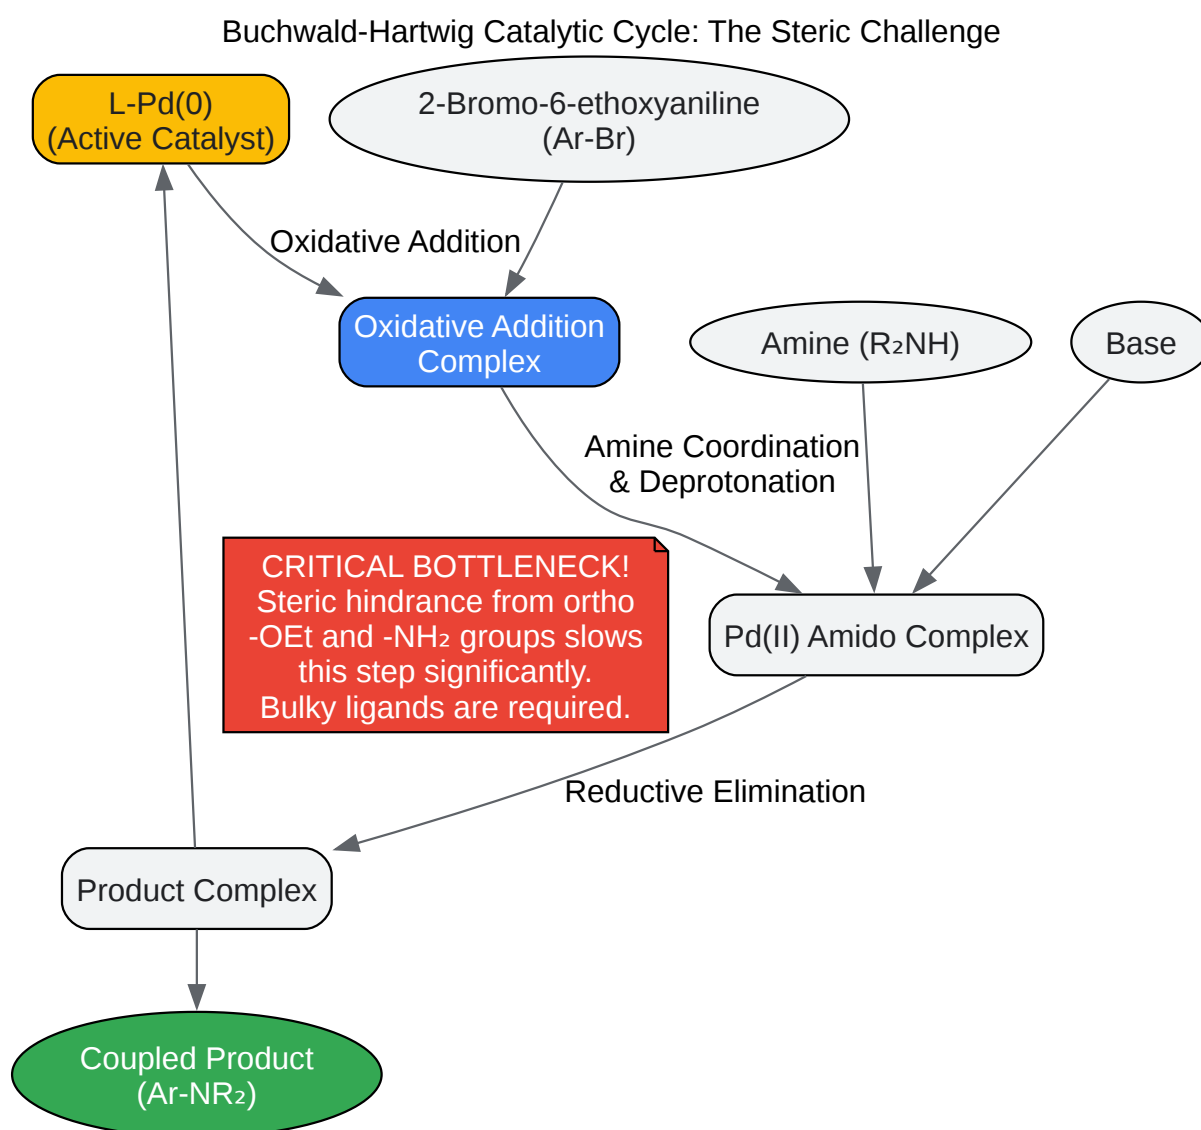 Buchwald-Hartwig Catalytic Cycle: The Steric Challenge
L-Pd(0)
(Active Catalyst)
2-Bromo-6-ethoxyaniline
(Ar-Br)
Oxidative Addition
Oxidative Addition
Complex
Amine (R₂NH)
Base
Amine Coordination
& Deprotonation
CRITICAL BOTTLENECK!
Steric hindrance from ortho
-OEt and -NH₂ groups slows
this step significantly.
Bulky ligands are required.
Pd(II) Amido Complex
Reductive Elimination
Product Complex
Coupled Product
(Ar-NR₂)